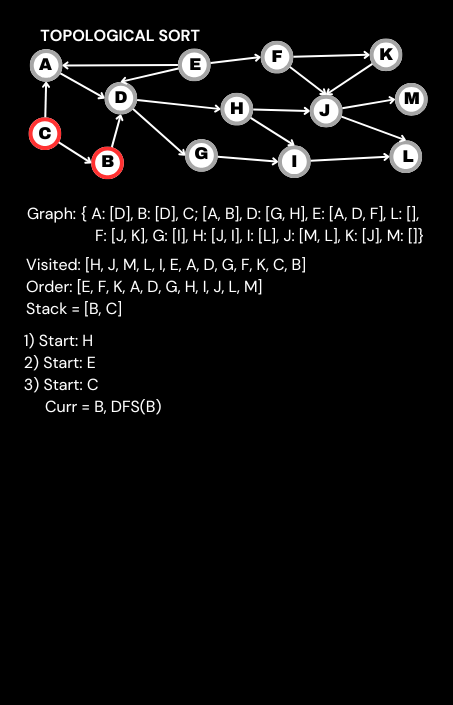 TOPOLOGICAL SORT
A
E
F
K
D
H
J
M
C
B
G
I
L
Graph: { A: [D], B: [D], C; [A, B], D: [G, H], E: [A, D, F], L: [],
F: [J, K], G: [I], H: [J, I], I: [L], J: [M, L], K: [J], M: []}
Visited: [H, J, M, L, I, E, A, D, G, F, K, C, B]
Order: [E, F, K, A, D, G, H, I, J, L, M]
Stack = [B, C]
1) Start: H
2) Start: E
3) Start: C
Curr = B, DFS(B)